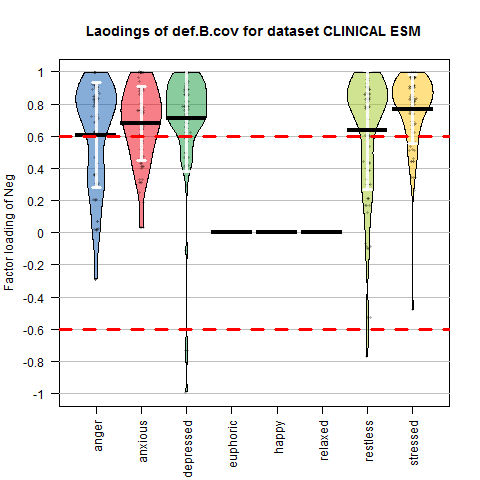 Laodings of def.B.cov for dataset CLINICAL ESM
Factor loading of Neg
1
0.8
0.6
0.4
0.2
0
-0.2
-0.4
-0.6
-0.8
-1
anger
anxious
depressed
euphoric
happy
relaxed
restless
stressed